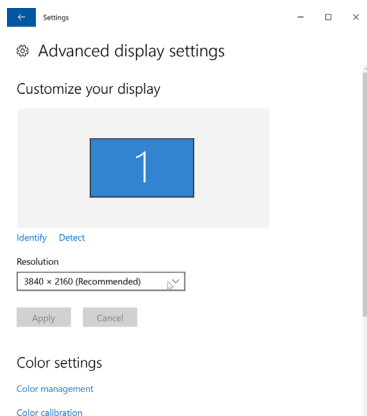 Settings
Advanced display settings
Customize your display
1
Identify Detect
Resolution
3840 × 2160 (Recommended)
Apply Cancel
Color settings
Color management
Color calibration